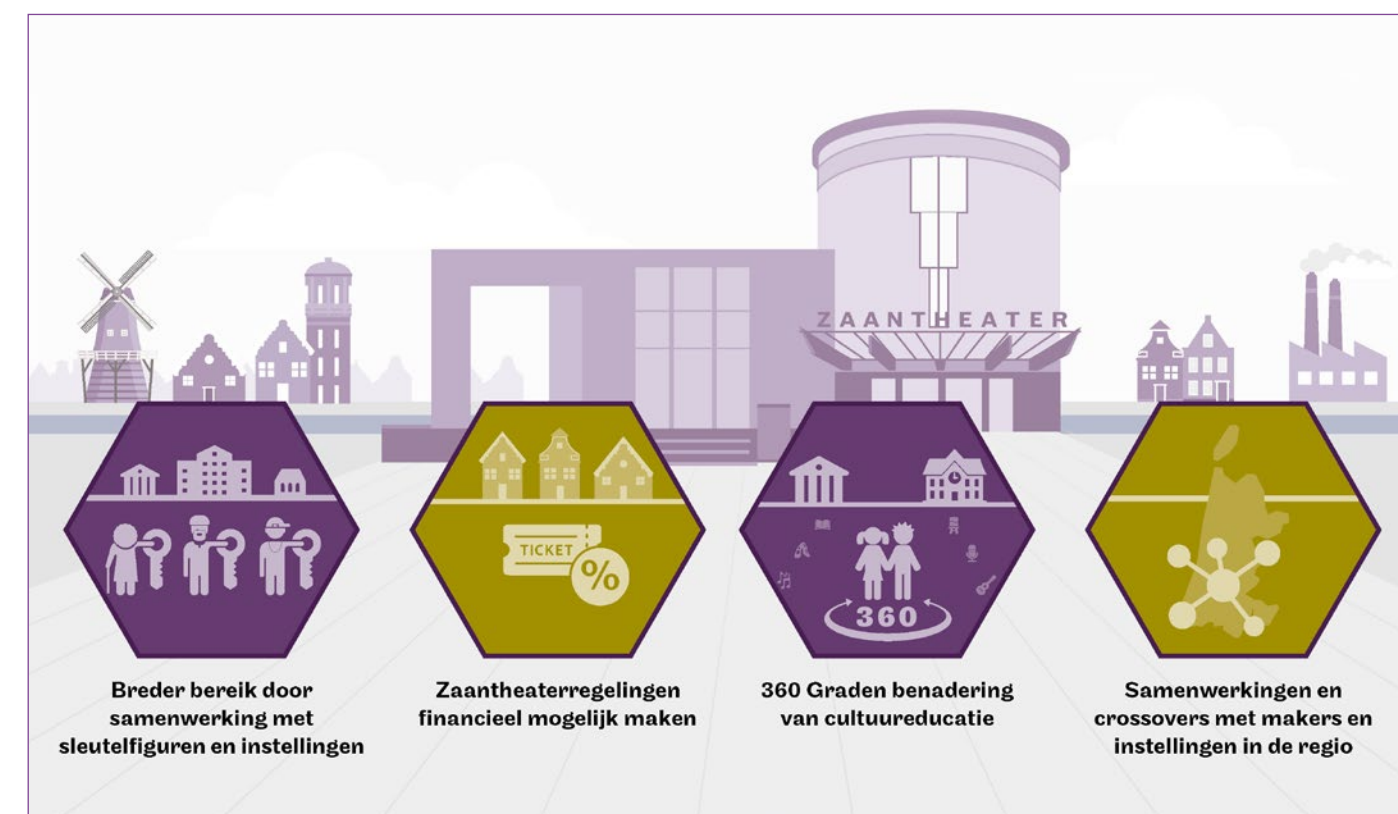 ZAANTHEATER
TICKET
%
360
Breder bereik door
samenwerking met
sleutelfiguren en instellingen
Zaantheaterregelingen
financieel mogelijk maken
360 Graden benadering
van cultuureducatie
Samenwerkingen en
crossovers met makers en
instellingen in de regio